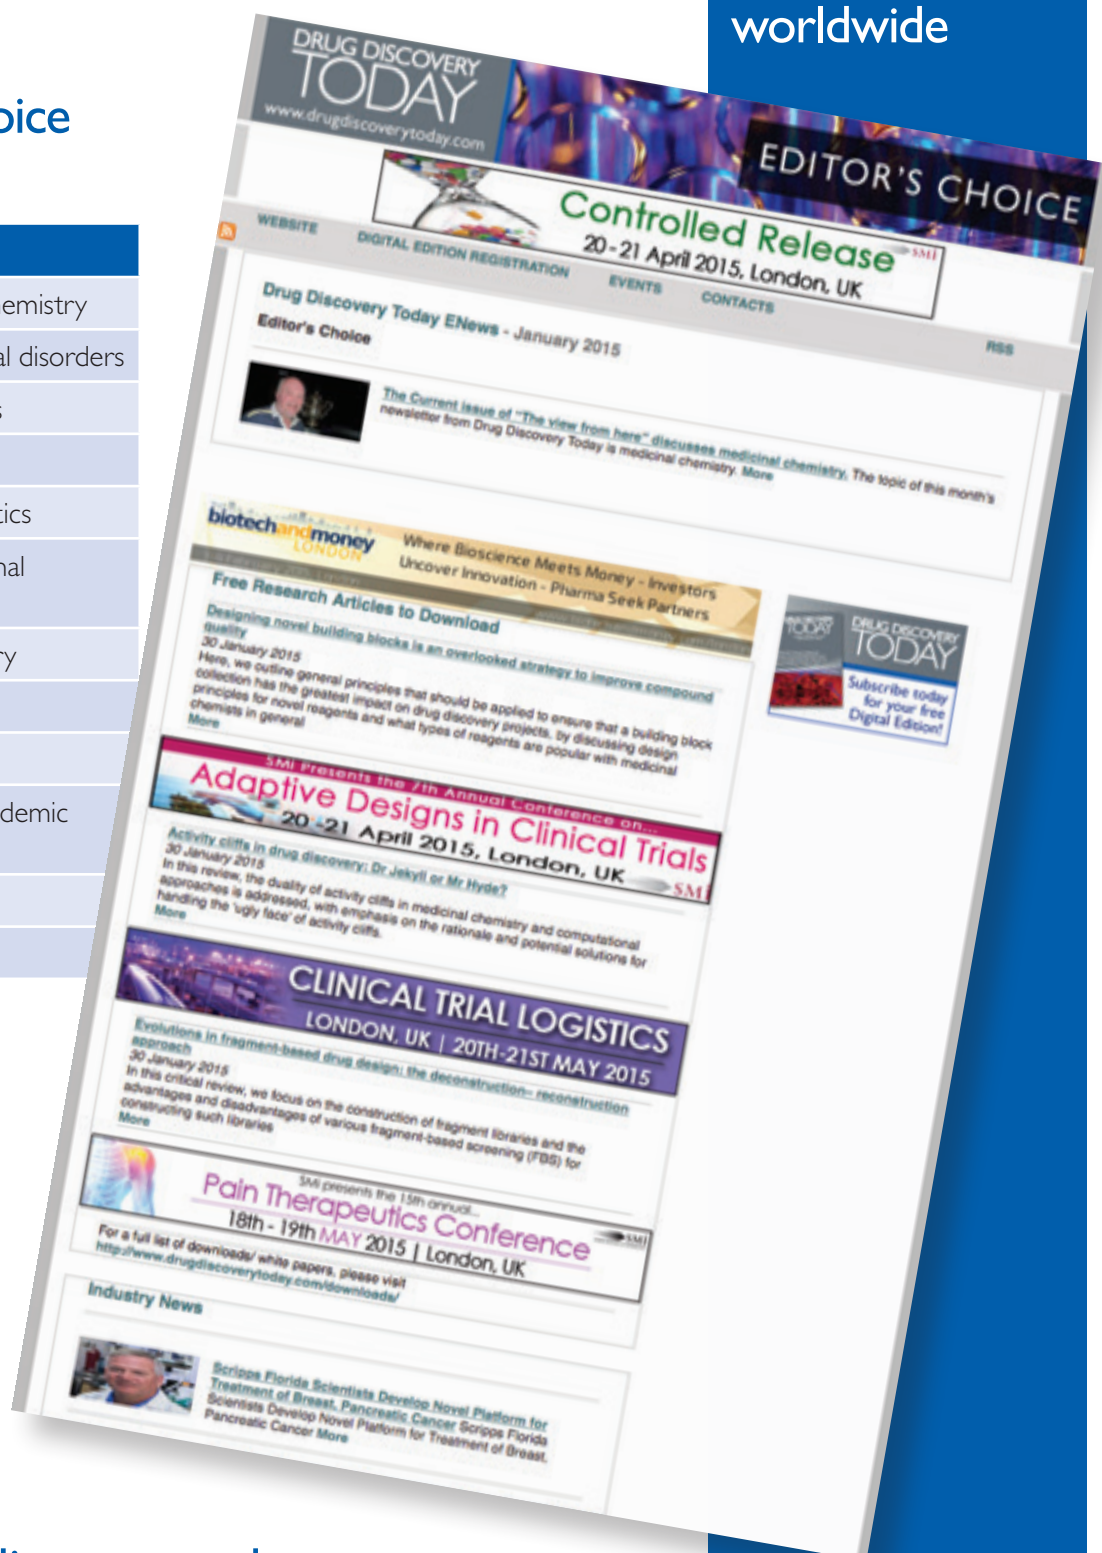 worldwide
DRUG DISCOVERY
TODAY
www.drugdiscoverytoday.com
EDITOR'S CHOICE
Controlled Release
20-21 April 2015, London, UK
SMi
WEBSITE
DIGITAL EDITION REGISTRATION
EVENTS
CONTACTS
RSS
Drug Discovery Today ENews - January 2015
Editor's Choice
The Current issue of "The view from here" discusses medicinal chemistry. The topic of this month's
newsletter from Drug Discovery Today is medicinal chemistry. More
oice
emistry
al disorders
s
tics
nal
ry
demic
biotechandmoney
LONDON
Where Bioscience Meets Money - Investors
Uncover Innovation - Pharma Seek Partners
Free Research Articles to Download
Designing novel building blocks is an overlooked strategy to improve compound
quality
30 January 2015
Here, we outline general principles that should be applied to ensure that a building block
collection has the greatest impact on drug discovery projects, by discussing design
principles for novel reagents and what types of reagents are popular with medicinal
chemists in general
More
TODAY
DRUG DISCOVERY
TODAY
Subscribe today
for your free
Digital Edition!
SMi Presents the 7th Annual Conference on...
Adaptive Designs in Clinical Trials
20-21 April 2015, London, UK
SMi
Activity cliffs in drug discovery: Dr Jekyll or Mr Hyde?
30 January 2015
In this review, the duality of activity cliffs in medicinal chemistry and computational
approaches is addressed, with emphasis on the rationale and potential solutions for
handling the 'ugly face' of activity cliffs.
More
CLINICAL TRIAL LOGISTICS
LONDON, UK | 20TH-21ST MAY 2015
Evolutions in fragment-based drug design: the deconstruction– reconstruction
approach
30 January 2015
In this critical review, we focus on the construction of fragment libraries and the
advantages and disadvantages of various fragment-based screening (FBS) for
constructing such libraries
More
SMi presents the 15th annual...
Pain Therapeutics Conference
18th - 19th MAY 2015 | London, UK
SMi
For a full list of downloads/ white papers, please visit
http://www.drugdiscoverytoday.com/downloads/
Industry News
Scripps Florida Scientists Develop Novel Platform for
Treatment of Breast, Pancreatic Cancer Scripps Florida
Scientists Develop Novel Platform for Treatment of Breast,
Pancreatic Cancer More